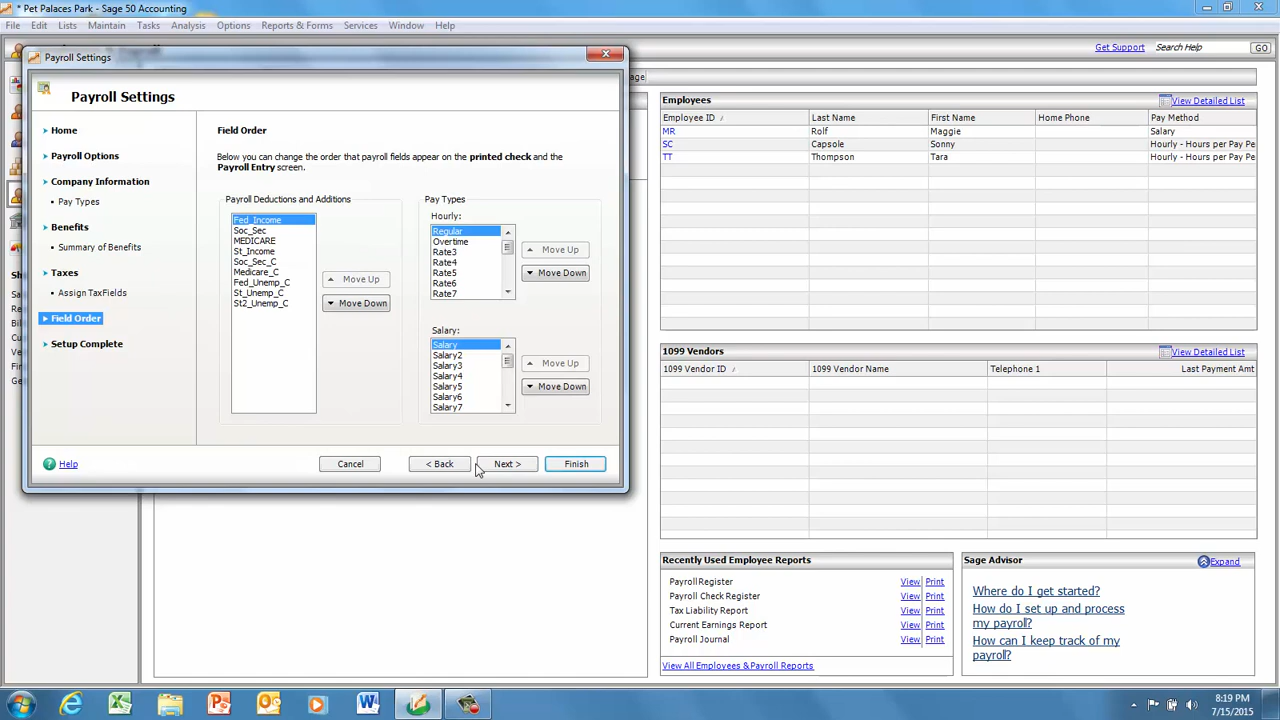 * Pet Palaces Park - Sage 50 Accounting
File Edit Lists Maintain Tasks Analysis Options Reports & Forms Services Window Help
Get Support Search Help GO
Payroll Settings
Payroll Settings
Home
Payroll Options
Company Information
Pay Types
Benefits
Summary of Benefits
Taxes
Assign TaxFields
Field Order
Setup Complete
Field Order
Below you can change the order that payroll fields appear on the printed check and the
Payroll Entry screen.
Payroll Deductions and Additions
Fed_Income
Soc_Sec
MEDICARE
St_Income
Soc_Sec_C
Medicare_C
Fed_Unemp_C
St_Unemp_C
St2_Unemp_C
Move Up
Move Down
Pay Types
Hourly:
Regular
Overtime
Rate3
Rate4
Rate5
Rate6
Rate7
Move Up
Move Down
Salary:
Salary
Salary2
Salary3
Salary4
Salary5
Salary6
Salary7
Move Up
Move Down
Help
Cancel
< Back
Next >
Finish
Employees View Detailed List
Employee ID / Last Name First Name Home Phone Pay Method
MR Rolf Maggie Salary
SC Capsole Sonny Hourly - Hours per Pay Pe
TT Thompson Tara Hourly - Hours per Pay Pe
1099 Vendors View Detailed List
1099 Vendor ID / 1099 Vendor Name Telephone 1 Last Payment Amt
Recently Used Employee Reports
Payroll Register View Print
Payroll Check Register View Print
Tax Liability Report View Print
Current Earnings Report View Print
Payroll Journal View Print
View All Employees & Payroll Reports
Sage Advisor Expand
Where do I get started?
How do I set up and process
my payroll?
How can I keep track of my
payroll?
8:19 PM
7/15/2015